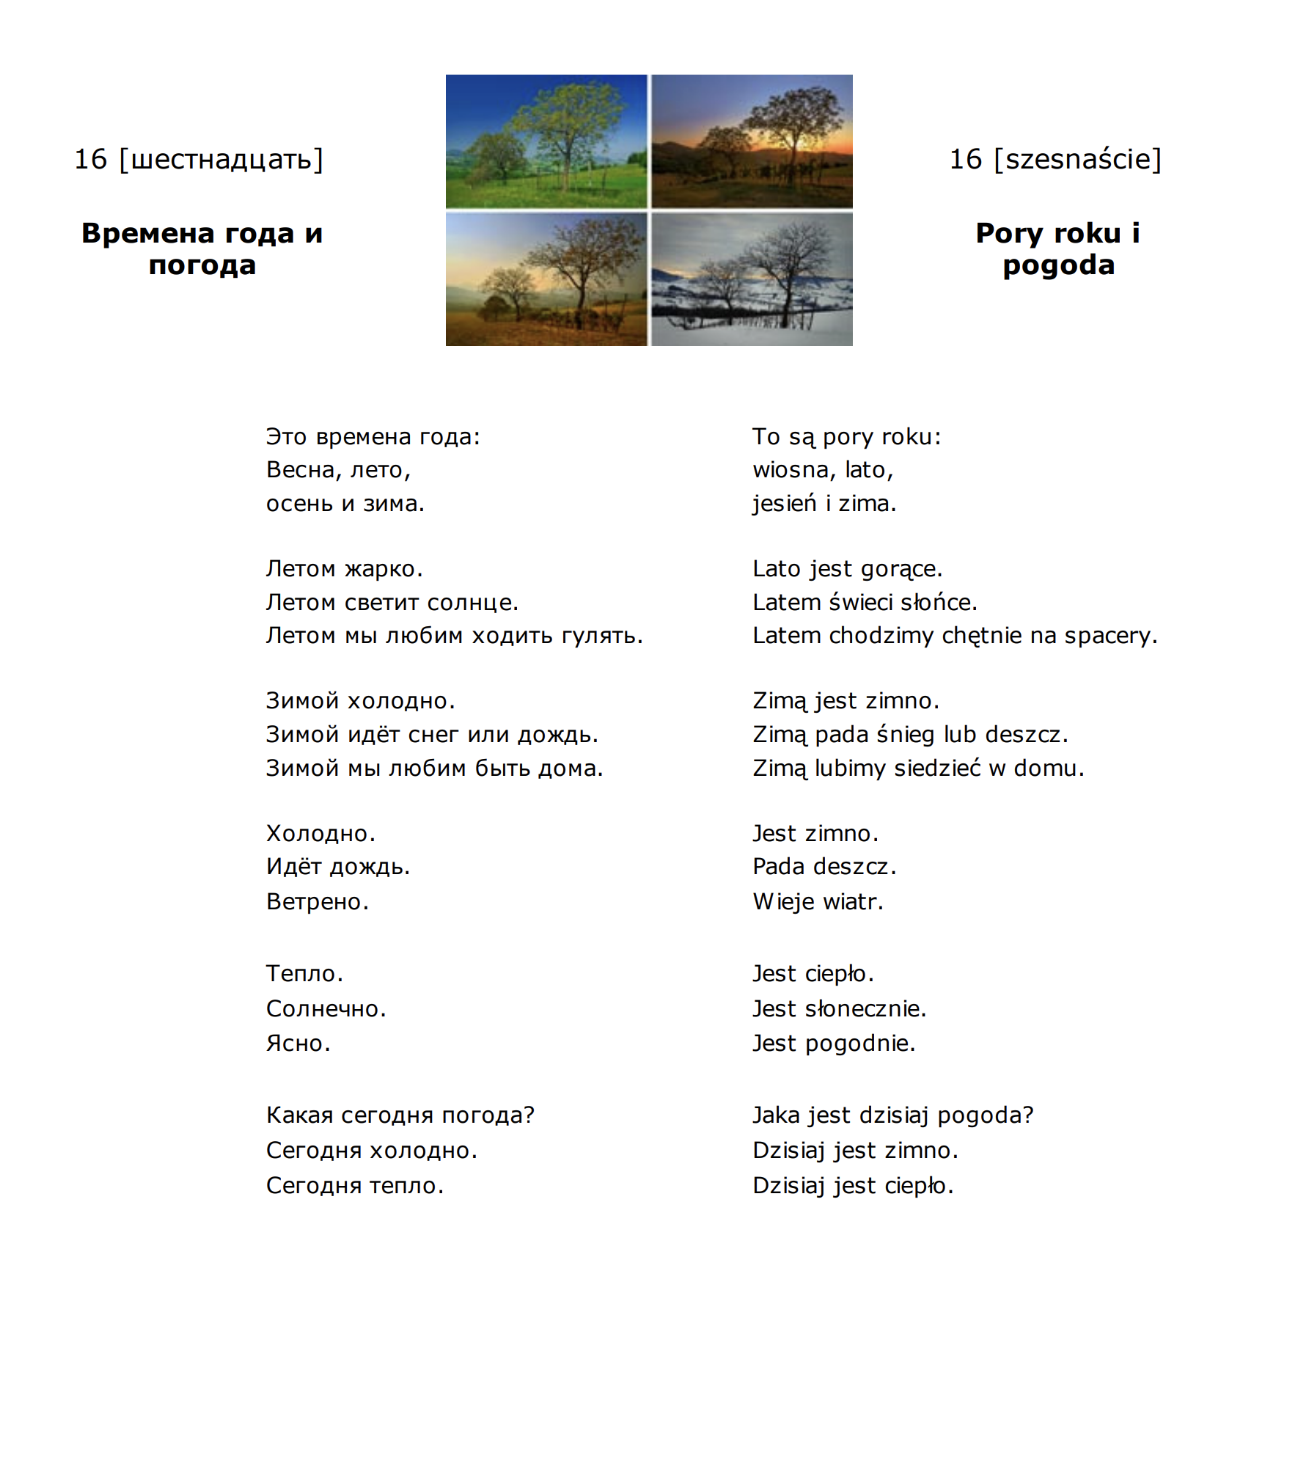 16 [шестнадцать]
Времена года и
погода
16 [szesnaście]
Pory roku i
pogoda
Это времена года:
Весна, лето,
осень и зима.
Летом жарко.
Летом светит солнце.
Летом мы любим ходить гулять.
Зимой холодно.
Зимой идёт снег или дождь.
Зимой мы любим быть дома.
Холодно.
Идёт дождь.
Ветрено.
Тепло.
Солнечно.
Ясно.
Какая сегодня погода?
Сегодня холодно.
Сегодня тепло.
To są pory roku:
wiosna, lato,
jesień i zima.
Lato jest gorące.
Latem świeci słońce.
Latem chodzimy chętnie na spacery.
Zimą jest zimno.
Zimą pada śnieg lub deszcz.
Zimą lubimy siedzieć w domu.
Jest zimno.
Pada deszcz.
Wieje wiatr.
Jest ciepło.
Jest słonecznie.
Jest pogodnie.
Jaka jest dzisiaj pogoda?
Dzisiaj jest zimno.
Dzisiaj jest ciepło.